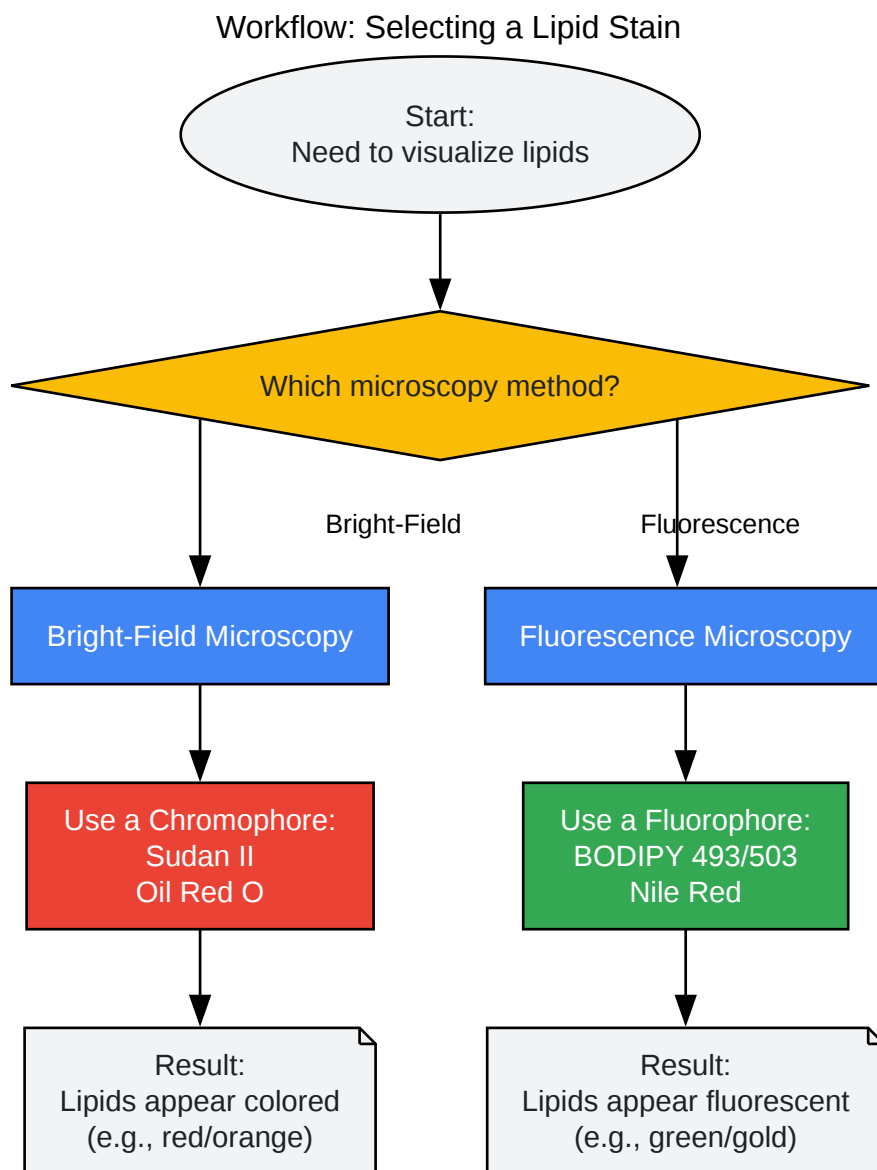 Workflow: Selecting a Lipid Stain
Start:
Need to visualize lipids
Which microscopy method?
Bright-Field
Fluorescence
Bright-Field Microscopy
Fluorescence Microscopy
Use a Chromophore:
Sudan II
Oil Red O
Use a Fluorophore:
BODIPY 493/503
Nile Red
Result:
Lipids appear colored
(e.g., red/orange)
Result:
Lipids appear fluorescent
(e.g., green/gold)